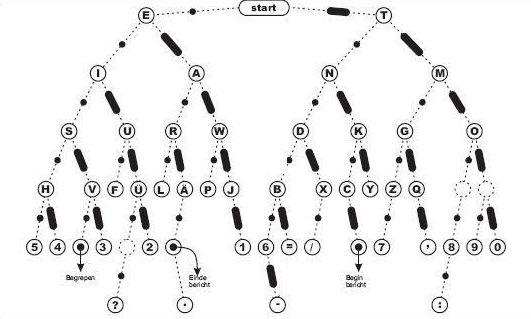 start
E T
I A N M
S U R W D K G O
H V F Ü L Ä P J B X C Y Z Q
5 4 3 2 1 6 = / 7 , 8 9 0
Begrepen
Einde
bericht
Begin
bericht
? . - :